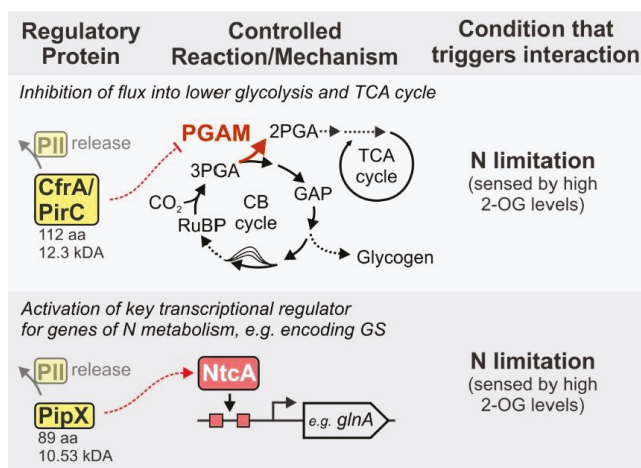 Regulatory
Protein
Controlled
Reaction/Mechanism
Condition that
triggers interaction
Inhibition of flux into lower glycolysis and TCA cycle
PII release
CfrA/
PirC
112 aa
12.3 kDA
PGAM
2PGA
3PGA
TCA
cycle
CO2
GAP
CB
cycle
RuBP
Glycogen
N limitation
(sensed by high
2-OG levels)
Activation of key transcriptional regulator
for genes of N metabolism, e.g. encoding GS
PII release
PipX
89 aa
10.53 kDA
NtcA
e.g. glnA
N limitation
(sensed by high
2-OG levels)